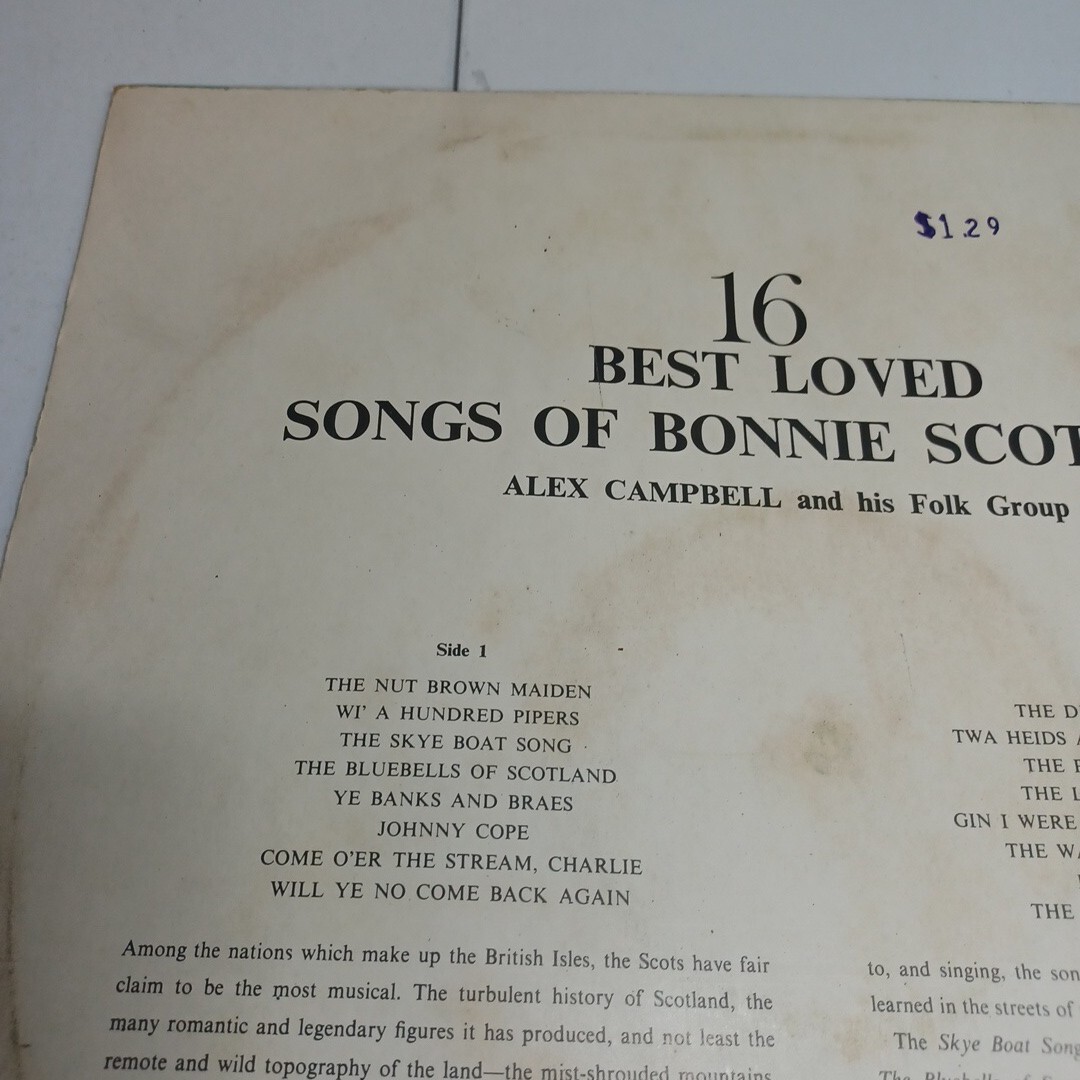 $1.29
16
BEST LOVED
SONGS OF BONNIE SCOT
ALEX CAMPBELL and his Folk Group
Side 1
THE NUT BROWN MAIDEN
WI' A HUNDRED PIPERS
THE SKYE BOAT SONG
THE BLUEBELLS OF SCOTLAND
YE BANKS AND BRAES
JOHNNY COPE
COME O'ER THE STREAM, CHARLIE
WILL YE NO COME BACK AGAIN
THE D
TWA HEIDS
THE
THE L
GIN I WERE
THE WA
THE
Among the nations which make up the British Isles, the Scots have fair
claim to be the most musical. The turbulent history of Scotland, the
many romantic and legendary figures it has produced, and not least the
remote and wild topography of the land—the mist-shrouded mountains
to, and singing, the son
learned in the streets of
The Skye Boat Song